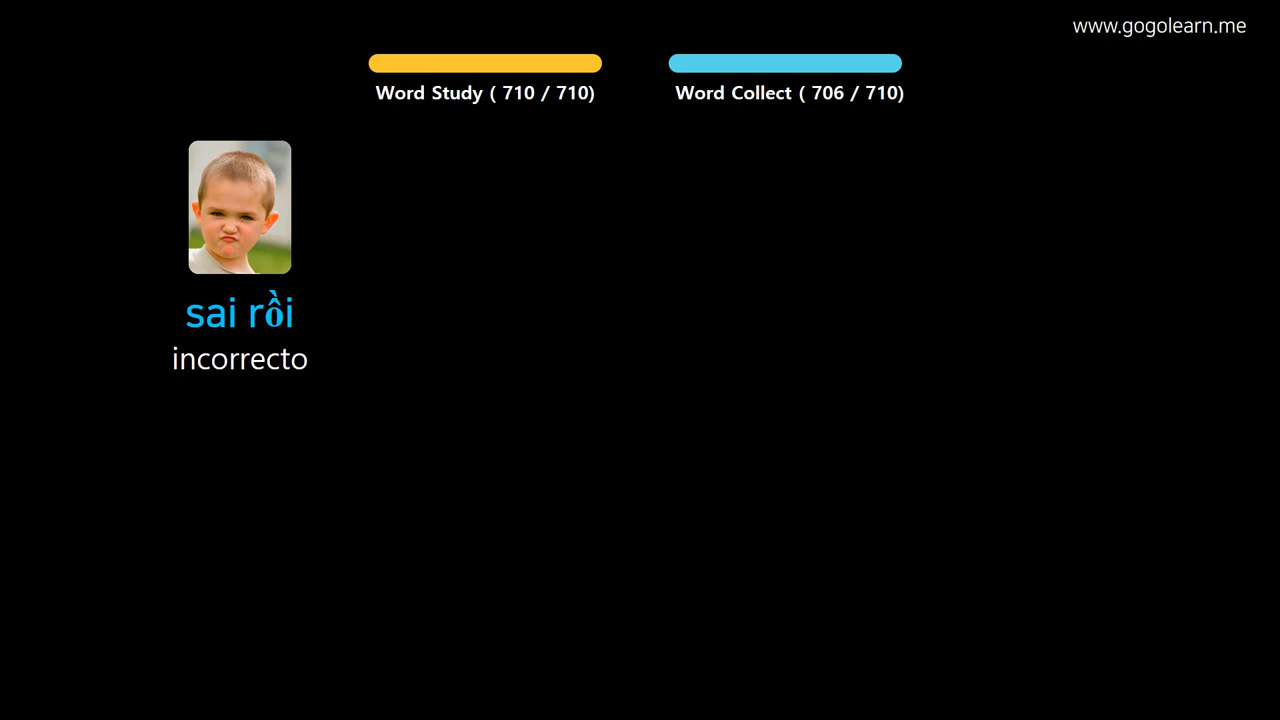 www.gogolearn.me
Word Study ( 710 / 710)
Word Collect ( 706 / 710)
sai rồi
incorrecto